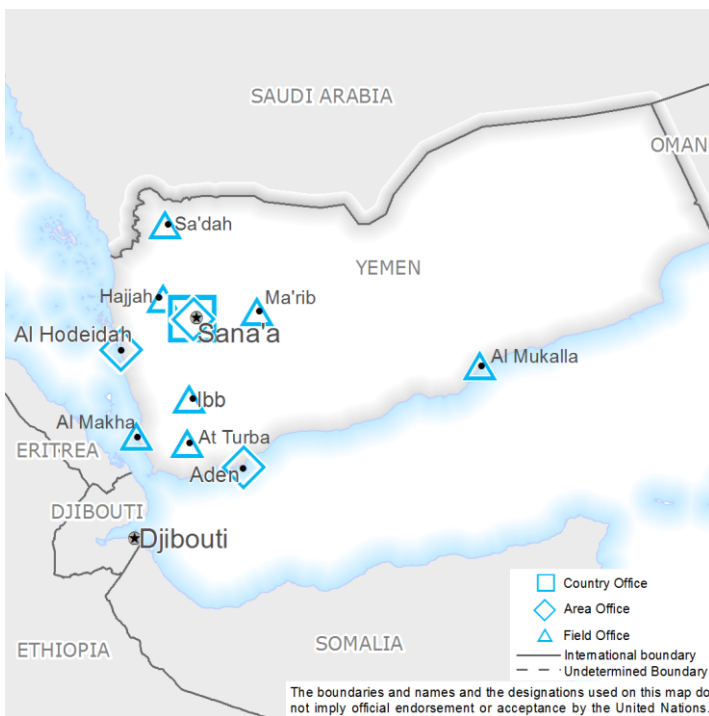 SAUDI ARABIA
OMAN
Sa'dah
YEMEN
Hajjah
Ma'rib
Sana'a
Al Hodeidah
Al Mukalla
Ibb
Al Makha
At Turba
ERITREA
Aden
DJIBOUTI
Djibouti
Country Office
Area Office
Field Office
SOMALIA
ETHIOPIA
International boundary
Undetermined Boundary
The boundaries and names and the designations used on this map do
not imply official endorsement or acceptance by the United Nations.